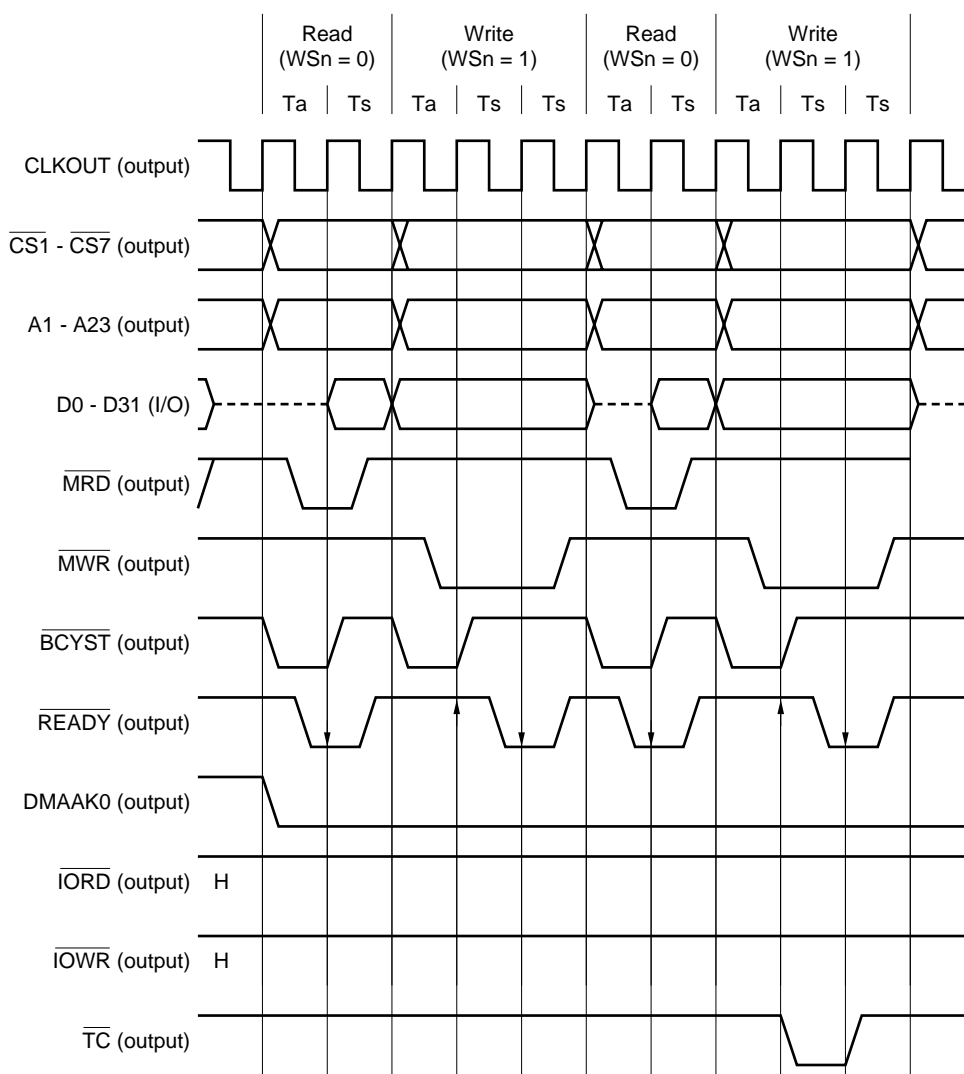 Read Write Read Write
(WSn = 0) (WSn = 1) (WSn = 0) (WSn = 1)
Ta Ts Ta Ts Ts Ta Ts Ta Ts Ts
CLKOUT (output)
CS1 - CS7 (output)
A1 - A23 (output)
D0 - D31 (I/O)
MRD (output)
MWR (output)
BCYST (output)
READY (output)
DMAAK0 (output)
IORD (output) H
IOWR (output) H
TC (output)